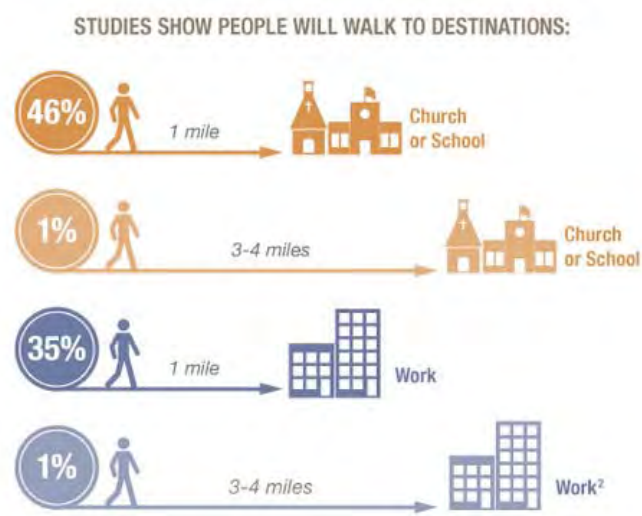 STUDIES SHOW PEOPLE WILL WALK TO DESTINATIONS:
46%
1 mile
Church
or School
1%
3-4 miles
Church
or School
35%
1 mile
Work
1%
3-4 miles
Work²